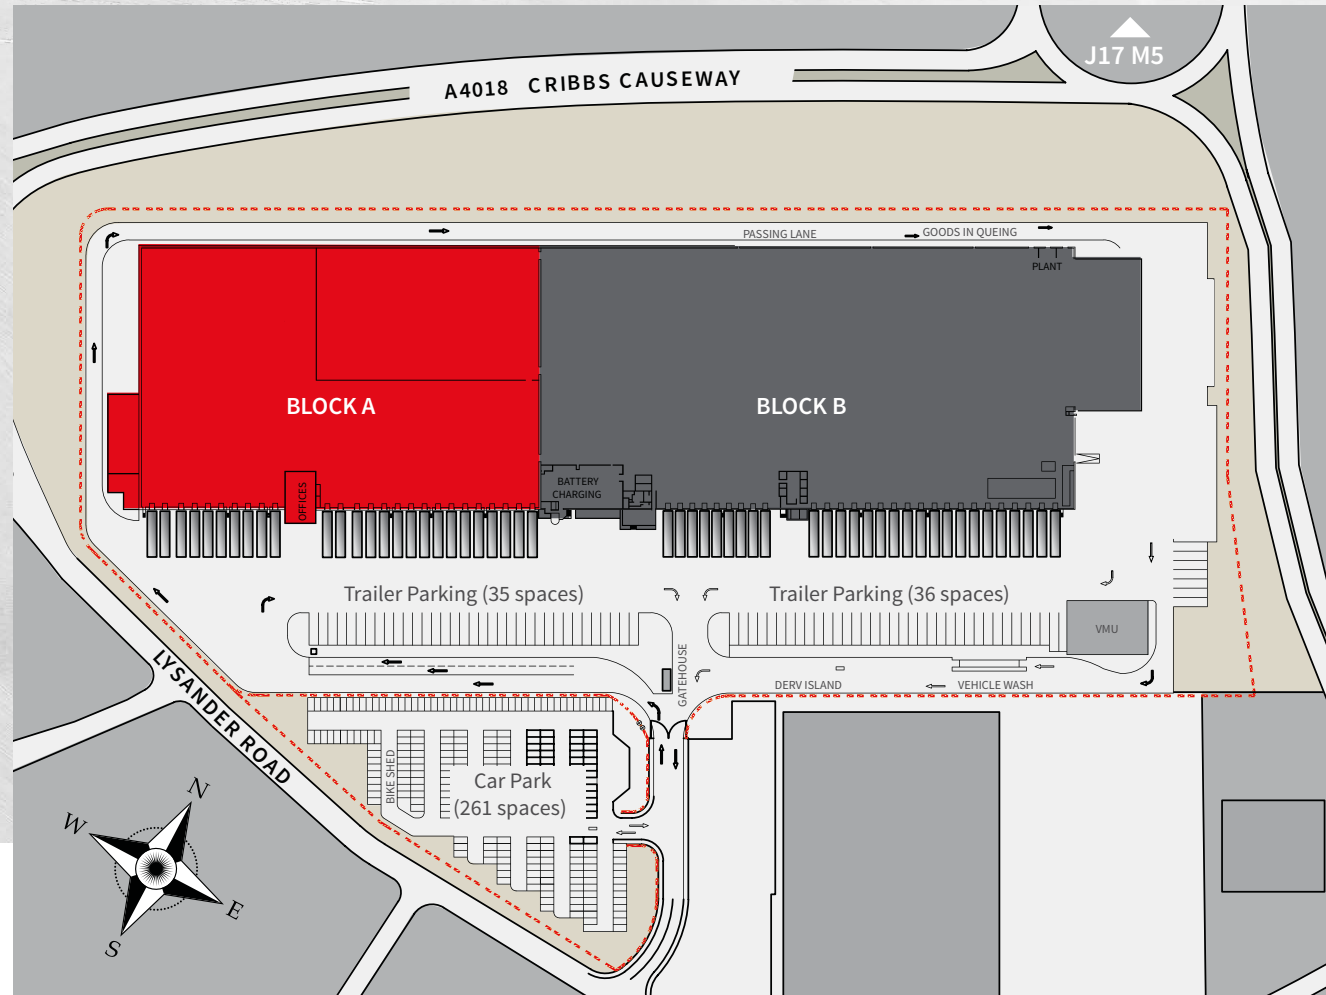 J17 M5
A4018 CRIBBS CAUSEWAY
PASSING LANE
GOODS IN QUEING
PLANT
BLOCK A
BLOCK B
OFFICES
BATTERY
CHARGING
Trailer Parking (35 spaces)
Trailer Parking (36 spaces)
VMU
GATEHOUSE
DERV ISLAND
VEHICLE WASH
LYSANDER ROAD
BIKE SHED
Car Park
(261 spaces)
N
W
E
S